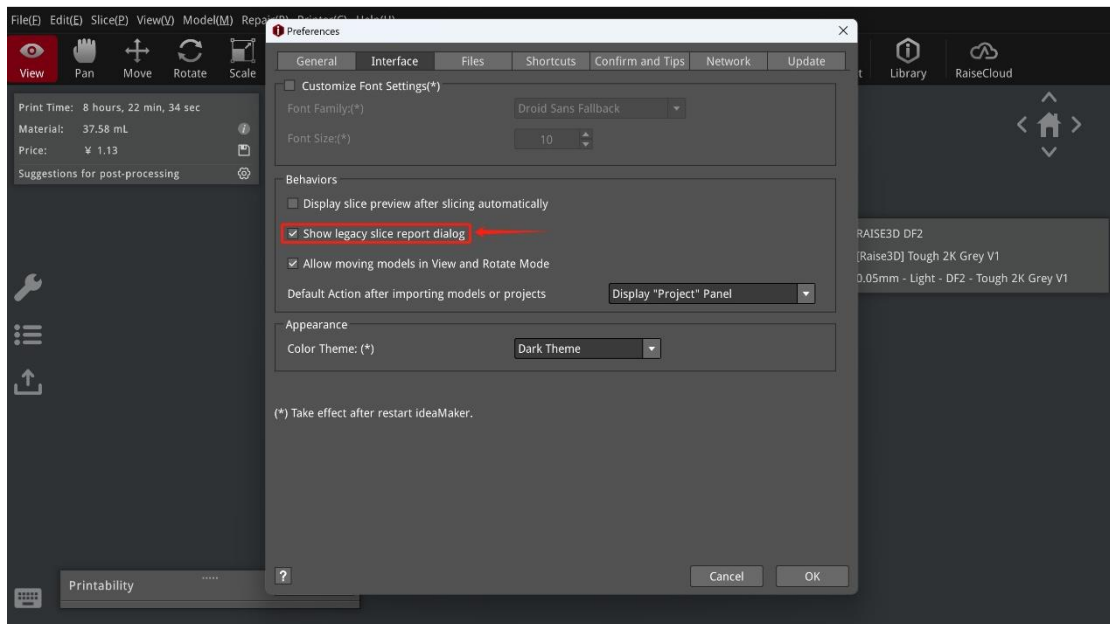 File(F) Edit(E) Slice(P) View(V) Model(M)
Preferences
View Pan Move Rotate Scale
Library RaiseCloud
General Interface Files Shortcuts Confirm and Tips Network Update
Customize Font Settings(*)
Font Family:(*) Droid Sans Fallback
Font Size:(*) 10
Print Time: 8 hours, 22 min, 34 sec
Material: 37.58 mL
Price: ¥ 1.13
Suggestions for post-processing
Behaviors
Display slice preview after slicing automatically
Show legacy slice report dialog
Allow moving models in View and Rotate Mode
Default Action after importing models or projects Display "Project" Panel
RAISE3D DF2
[Raise3D] Tough 2K Grey V1
0.05mm - Light - DF2 - Tough 2K Grey V1
Appearance
Color Theme: (*) Dark Theme
(*) Take effect after restart ideaMaker.
? Cancel OK
Printability